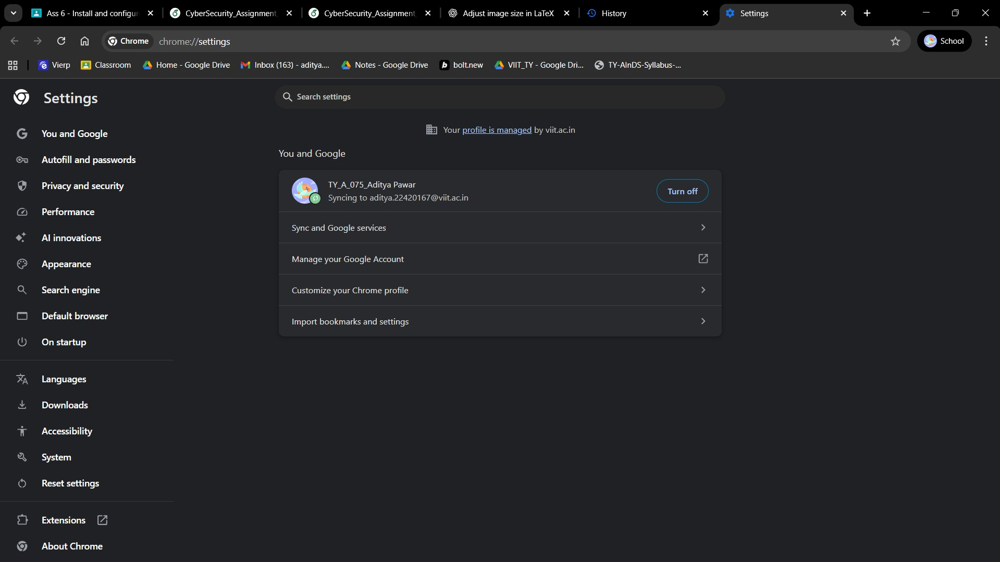 Ass 6 - Install and configur
CyberSecurity_Assignment
CyberSecurity_Assignment
Adjust image size in LaTeX
History
Settings
Chrome
chrome://settings
School
Vierp
Classroom
Home - Google Drive
Inbox (163) - aditya....
Notes - Google Drive
bolt.new
VIIT_TY - Google Dri...
TY-AInDS-Syllabus-...
Settings
Search settings
You and Google
Autofill and passwords
Privacy and security
Performance
AI innovations
Appearance
Search engine
Default browser
On startup
Languages
Downloads
Accessibility
System
Reset settings
Extensions
About Chrome
Your profile is managed by viit.ac.in
You and Google
TY_A_075_Aditya Pawar
Syncing to aditya.22420167@viit.ac.in
Turn off
Sync and Google services
Manage your Google Account
Customize your Chrome profile
Import bookmarks and settings